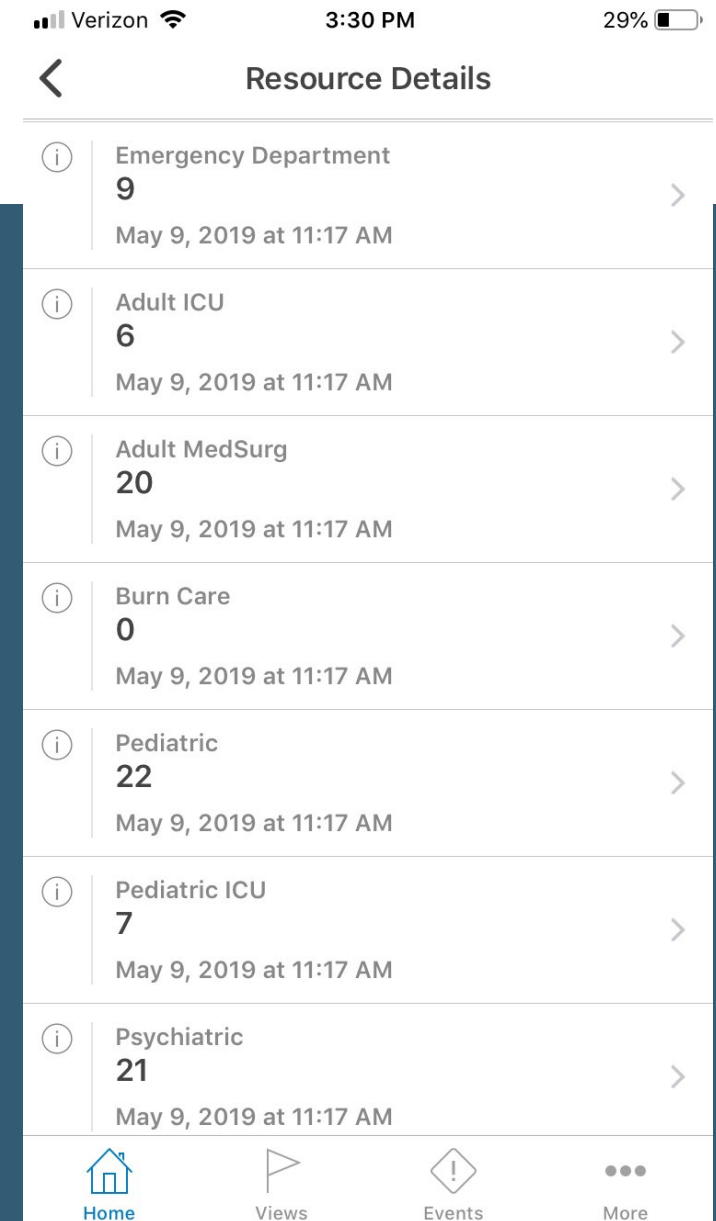 Verizon 3:30 PM 29%
Resource Details
Emergency Department
9
May 9, 2019 at 11:17 AM
Adult ICU
6
May 9, 2019 at 11:17 AM
Adult MedSurg
20
May 9, 2019 at 11:17 AM
Burn Care
0
May 9, 2019 at 11:17 AM
Pediatric
22
May 9, 2019 at 11:17 AM
Pediatric ICU
7
May 9, 2019 at 11:17 AM
Psychiatric
21
May 9, 2019 at 11:17 AM
Home Views Events More